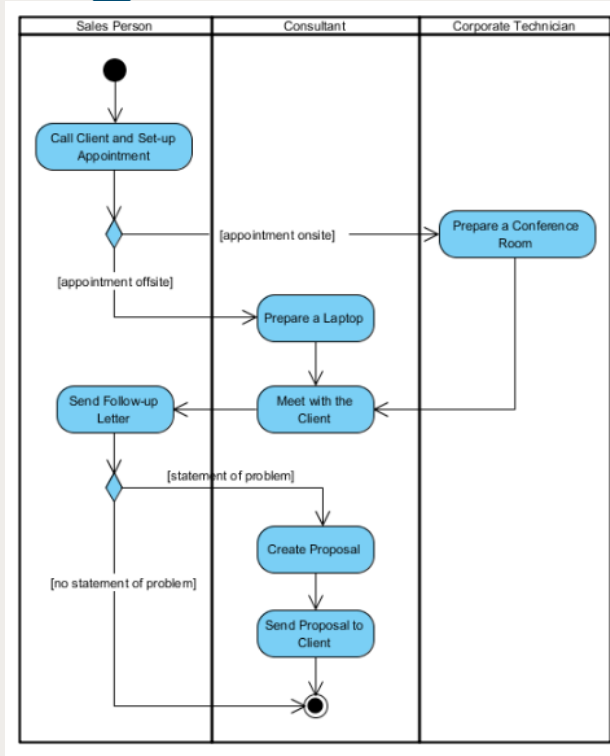 Sales Person
Consultant
Corporate Technician
Call Client and Set-up
Appointment
[appointment onsite]
Prepare a Conference
Room
[appointment offsite]
Prepare a Laptop
Send Follow-up
Letter
Meet with the
Client
[statement of problem]
Create Proposal
[no statement of problem]
Send Proposal to
Client